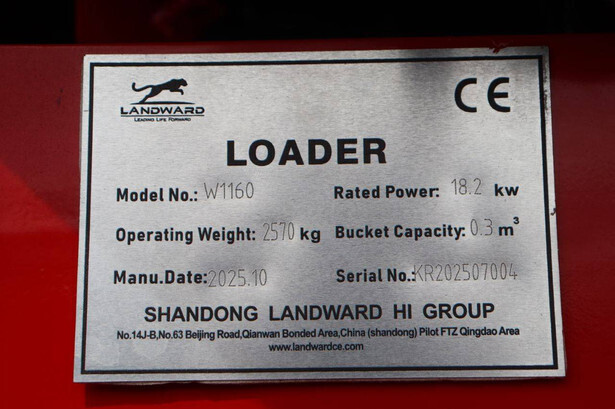 LANDWARD
LEADING LIFE FORWARD
CE
LOADER
Model No.: W1160 Rated Power: 18.2 kw
Operating Weight: 2570 kg Bucket Capacity: 0.3 m³
Manu.Date: 2025.10 Serial No.: KR202507004
SHANDONG LANDWARD HI GROUP
No.14J-B,No.63 Beijing Road,Qianwan Bonded Area,China (shandong) Pilot FTZ Qingdao Area
www.landwardce.com